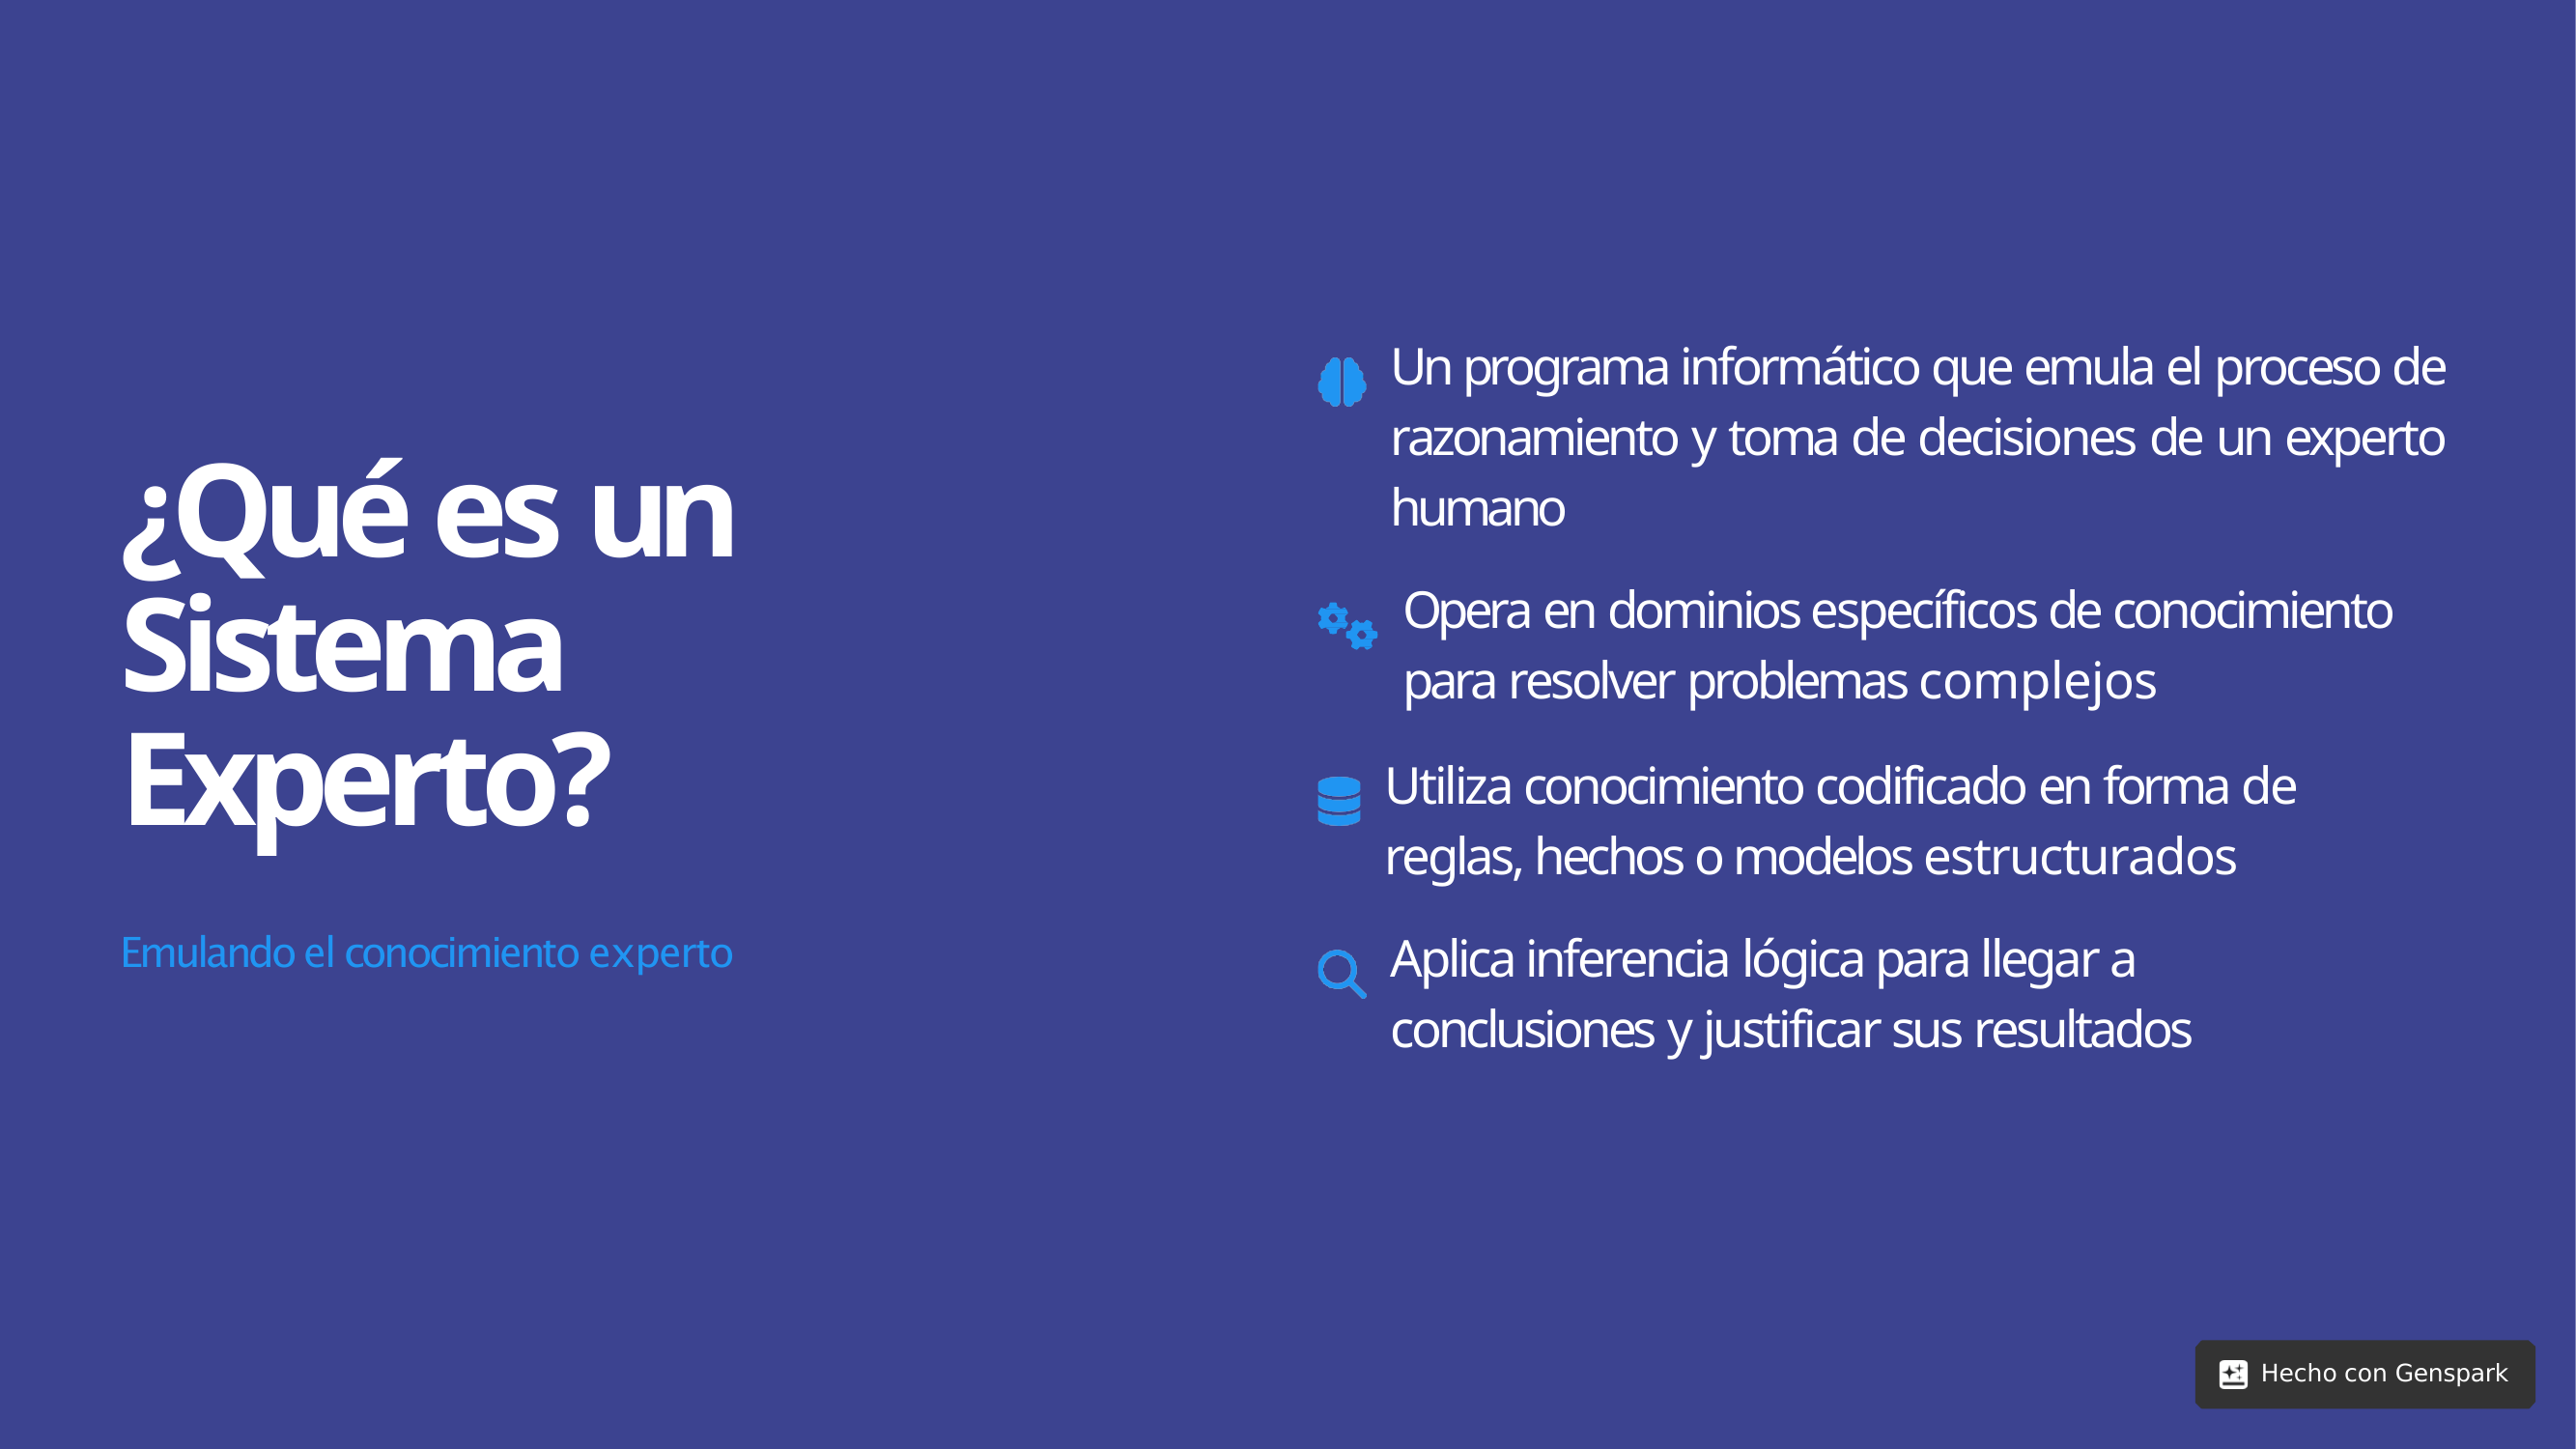 ¿Qué es un
Sistema
Experto?
Emulando el conocimiento experto
Un programa informático que emula el proceso de
razonamiento y toma de decisiones de un experto
humano
Opera en dominios específicos de conocimiento
para resolver problemas complejos
Utiliza conocimiento codificado en forma de
reglas, hechos o modelos estructurados
Aplica inferencia lógica para llegar a
conclusiones y justificar sus resultados
Hecho con Genspark